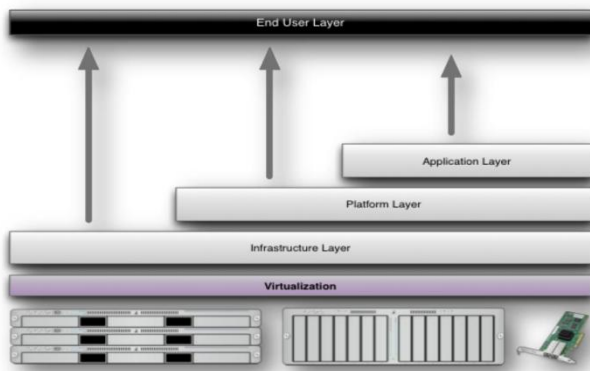 End User Layer
Application Layer
Platform Layer
Infrastructure Layer
Virtualization